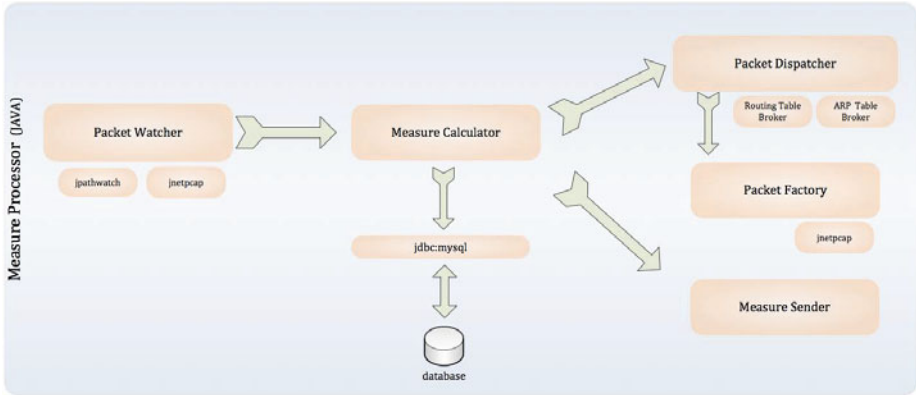 Measure Processor (JAVA)
Packet Watcher
jpathwatch
jnetpcap
Measure Calculator
jdbc:mysql
database
Packet Dispatcher
Routing Table
Broker
ARP Table
Broker
Packet Factory
jnetpcap
Measure Sender